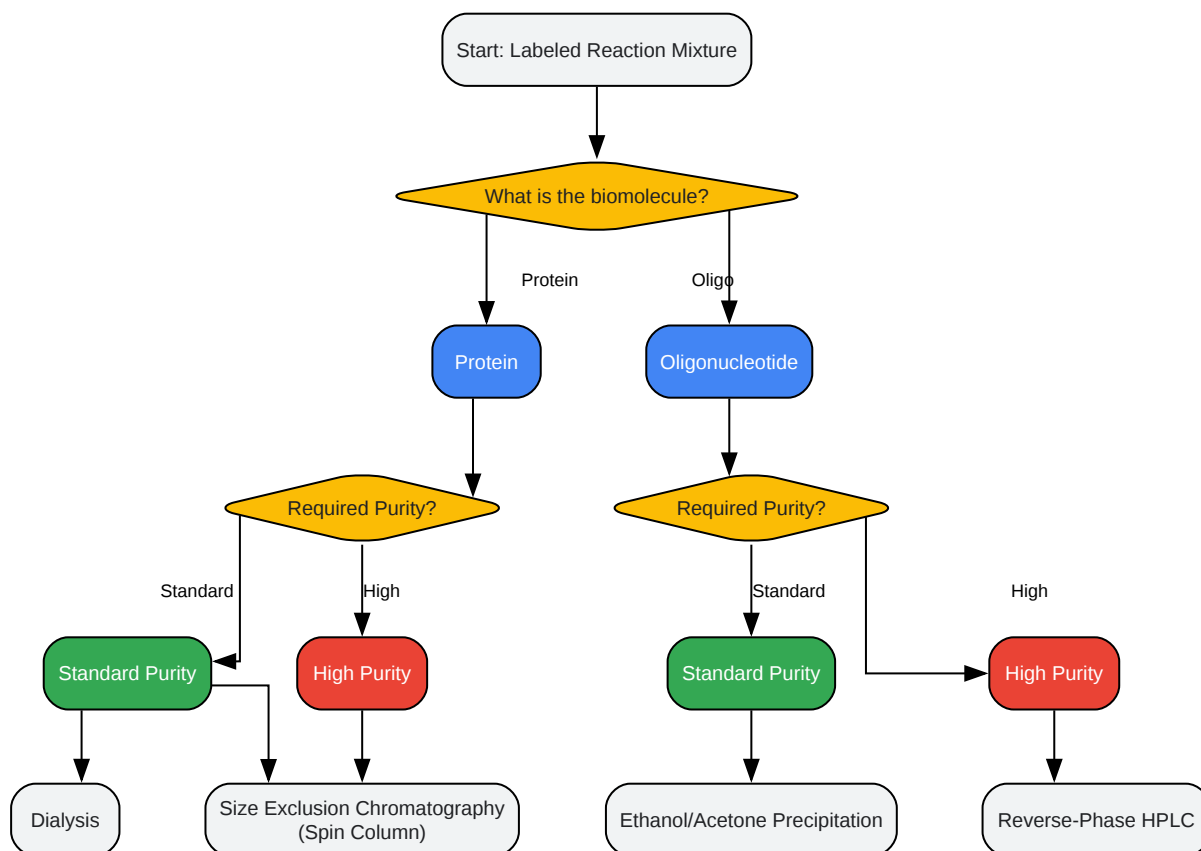 Start: Labeled Reaction Mixture
What is the biomolecule?
Protein
Oligo
Protein
Oligonucleotide
Required Purity?
Required Purity?
Standard
High
Standard
High
Standard Purity
High Purity
Standard Purity
High Purity
Dialysis
Size Exclusion Chromatography
(Spin Column)
Ethanol/Acetone Precipitation
Reverse-Phase HPLC